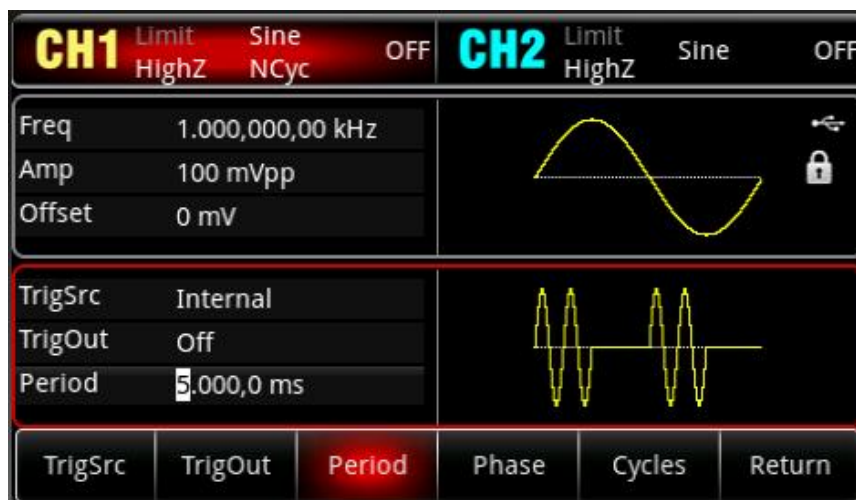 CH1 Limit Sine OFF CH2 Limit Sine OFF
HighZ NCyc HighZ
Freq 1.000,000,00 kHz
Amp 100 mVpp
Offset 0 mV
TrigSrc Internal
TrigOut Off
Period 5.000,0 ms
TrigSrc TrigOut Period Phase Cycles Return